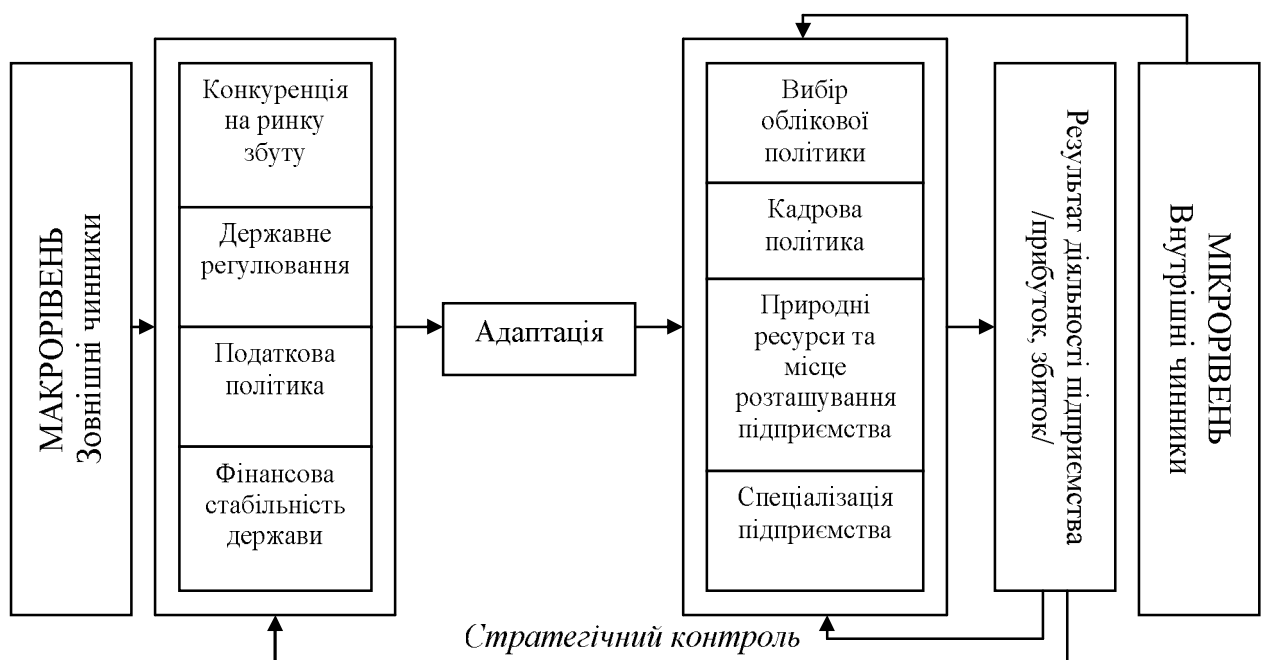 МАКРОРІВЕНЬ
Зовнішні чинники
Конкуренція
на ринку
збуту
Державне
регулювання
Податкова
політика
Фінансова
стабільність
держави
Адаптація
Вибір
облікової
політики
Кадрова
політика
Природні
ресурси та
місце
розташування
підприємства
Спеціалізація
підприємства
Результат діяльності підприємства
/прибуток, збиток/
МІКРОРІВЕНЬ
Внутрішні чинники
Стратегічний контроль